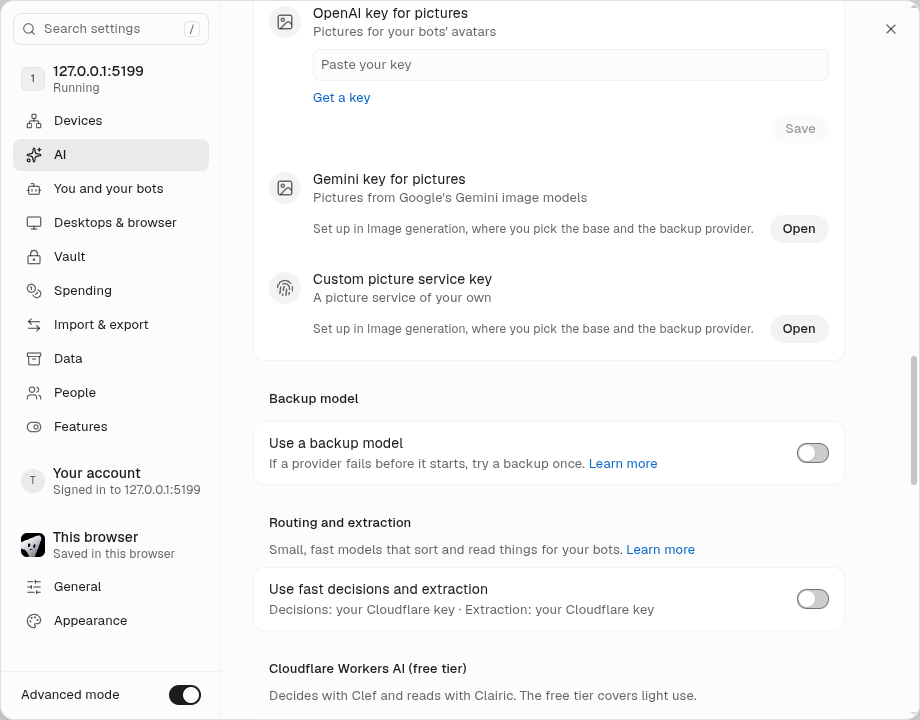 Search settings
/
1
127.0.0.1:5199
Running
Devices
AI
You and your bots
Desktops & browser
Vault
Spending
Import & export
Data
People
Features
T
Your account
Signed in to 127.0.0.1:5199
This browser
Saved in this browser
General
Appearance
Advanced mode
OpenAI key for pictures
Pictures for your bots' avatars
Paste your key
Get a key
Save
Gemini key for pictures
Pictures from Google's Gemini image models
Set up in Image generation, where you pick the base and the backup provider.
Open
Custom picture service key
A picture service of your own
Set up in Image generation, where you pick the base and the backup provider.
Open
Backup model
Use a backup model
If a provider fails before it starts, try a backup once. Learn more
Routing and extraction
Small, fast models that sort and read things for your bots. Learn more
Use fast decisions and extraction
Decisions: your Cloudflare key · Extraction: your Cloudflare key
Cloudflare Workers AI (free tier)
Decides with Clef and reads with Clairic. The free tier covers light use.